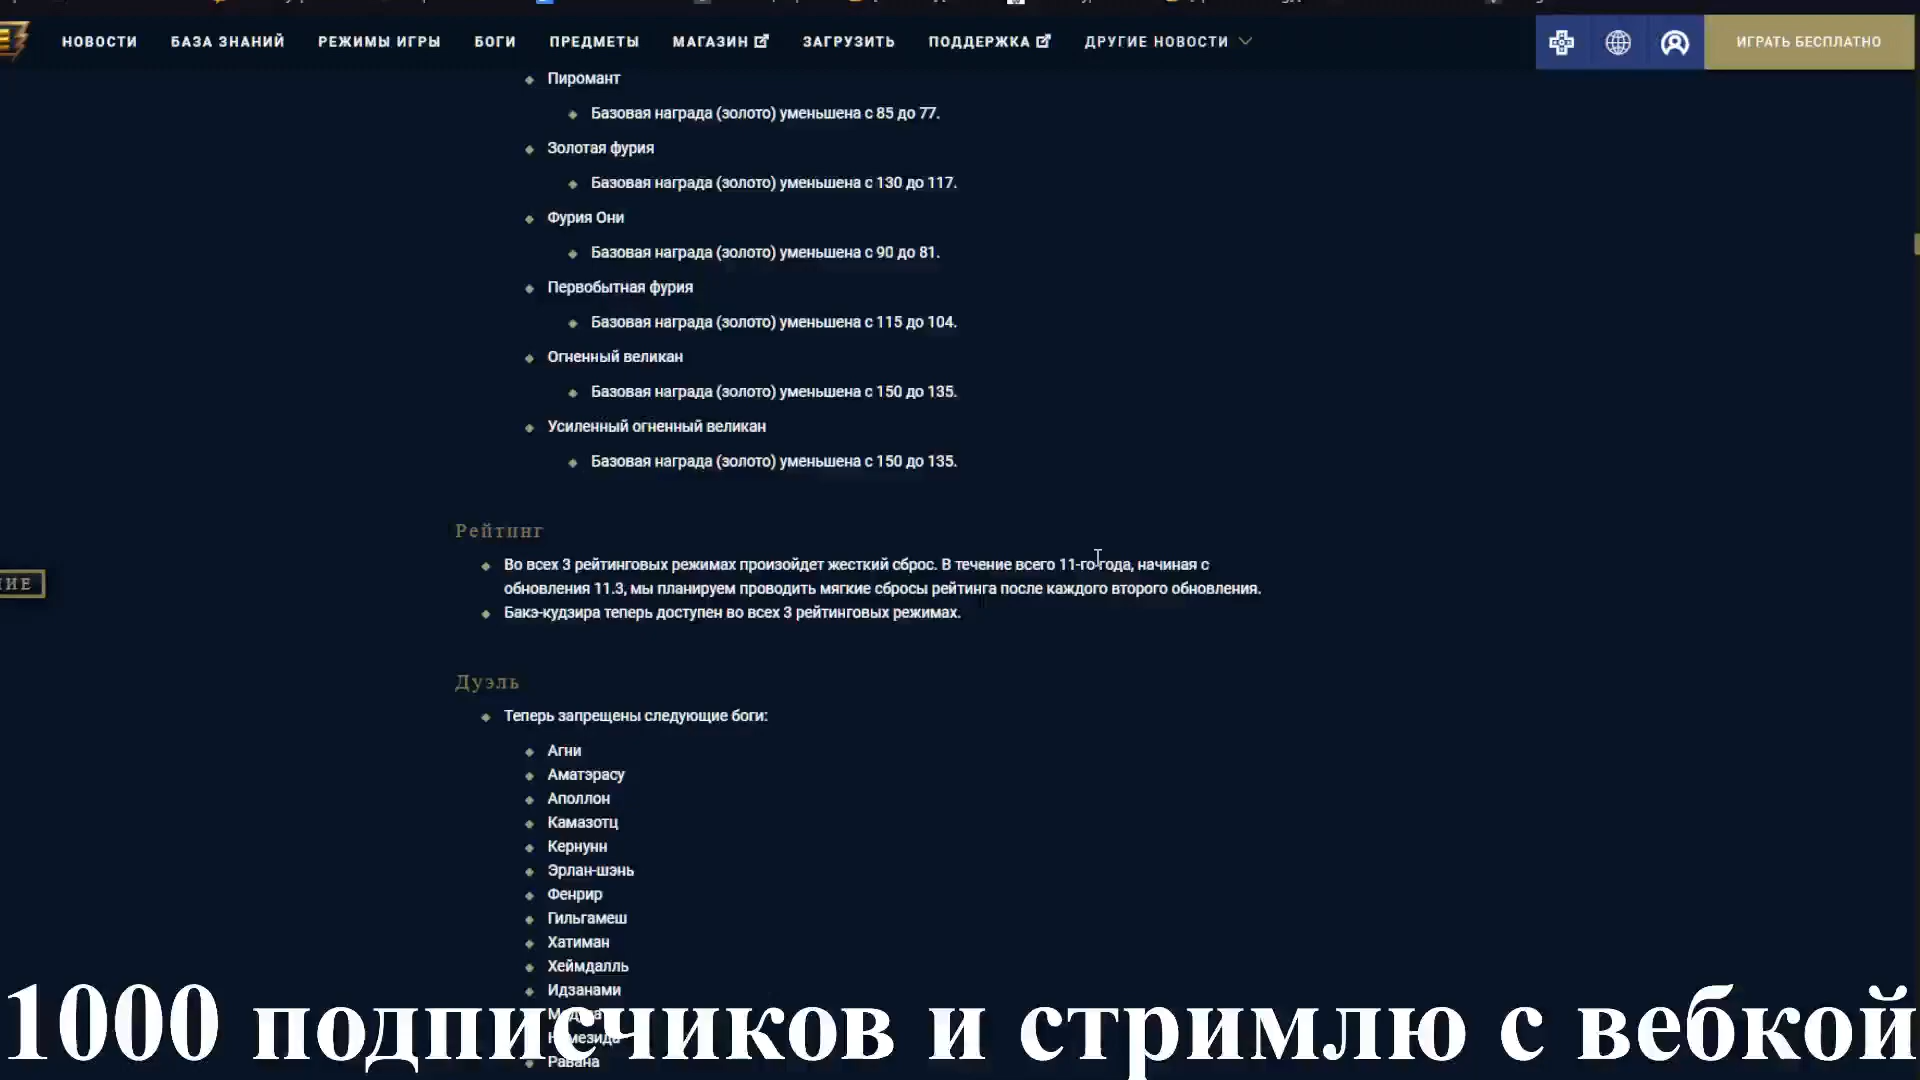 НОВОСТИ БАЗА ЗНАНИЙ РЕЖИМЫ ИГРЫ БОГИ ПРЕДМЕТЫ МАГАЗИН ЗАГРУЗИТЬ ПОДДЕРЖКА ДРУГИЕ НОВОСТИ ИГРАТЬ БЕСПЛАТНО
Пиромант
Базовая награда (золото) уменьшена с 85 до 77.
Золотая фурия
Базовая награда (золото) уменьшена с 130 до 117.
Фурия Они
Базовая награда (золото) уменьшена с 90 до 81.
Первобытная фурия
Базовая награда (золото) уменьшена с 115 до 104.
Огненный великан
Базовая награда (золото) уменьшена с 150 до 135.
Усиленный огненный великан
Базовая награда (золото) уменьшена с 150 до 135.
Рейтинг
Во всех 3 рейтинговых режимах произойдет жесткий сброс. В течение всего 11-го года, начиная с
обновления 11.3, мы планируем проводить мягкие сбросы рейтинга после каждого второго обновления.
НИЕ
Бакэ-кудзира теперь доступен во всех 3 рейтинговых режимах.
Дуэль
Теперь запрещены следующие боги:
Агни
Аматэрасу
Аполлон
Камазотц
Кернунн
Эрлан-шэнь
Фенрир
Гильгамеш
Хатиман
Хеймдалль
Идзанами
1000 подписчиков и стримлю с вебкой
Равана